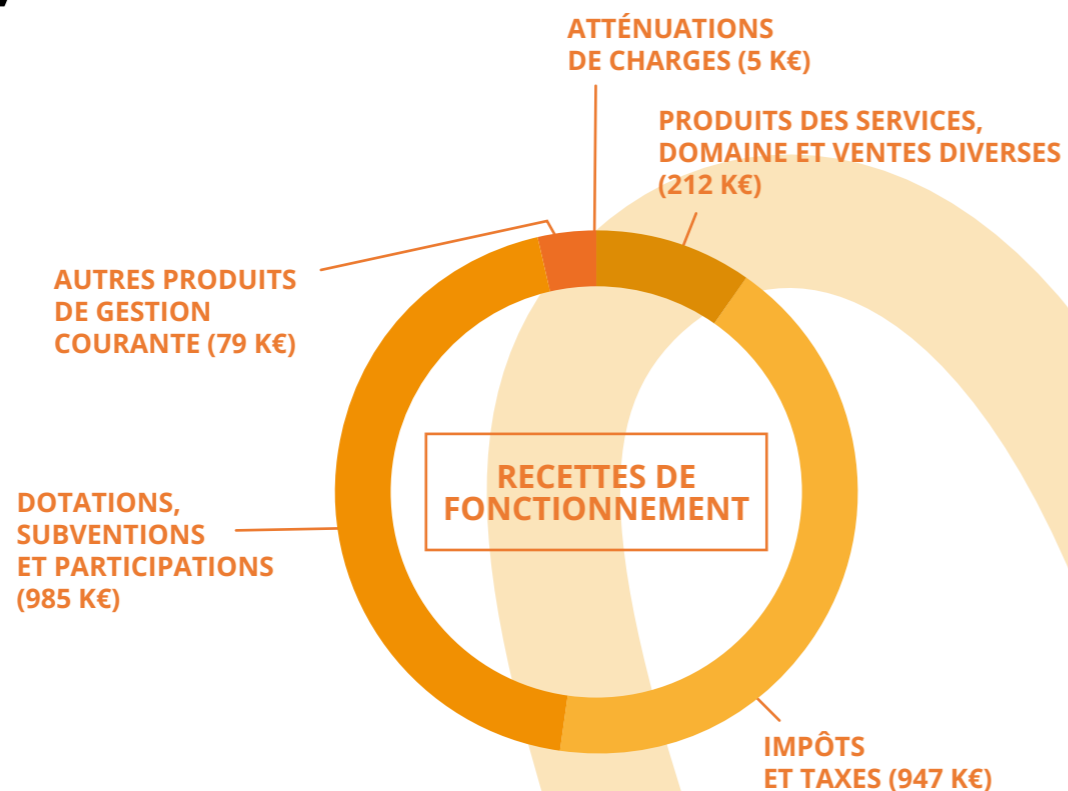 ATTÉNUATIONS
DE CHARGES (5 K€)
PRODUITS DES SERVICES,
DOMAINE ET VENTES DIVERSES
(212 K€)
AUTRES PRODUITS
DE GESTION
COURANTE (79 K€)
RECETTES DE
FONCTIONNEMENT
DOTATIONS,
SUBVENTIONS
ET PARTICIPATIONS
(985 K€)
IMPÔTS
ET TAXES (947 K€)